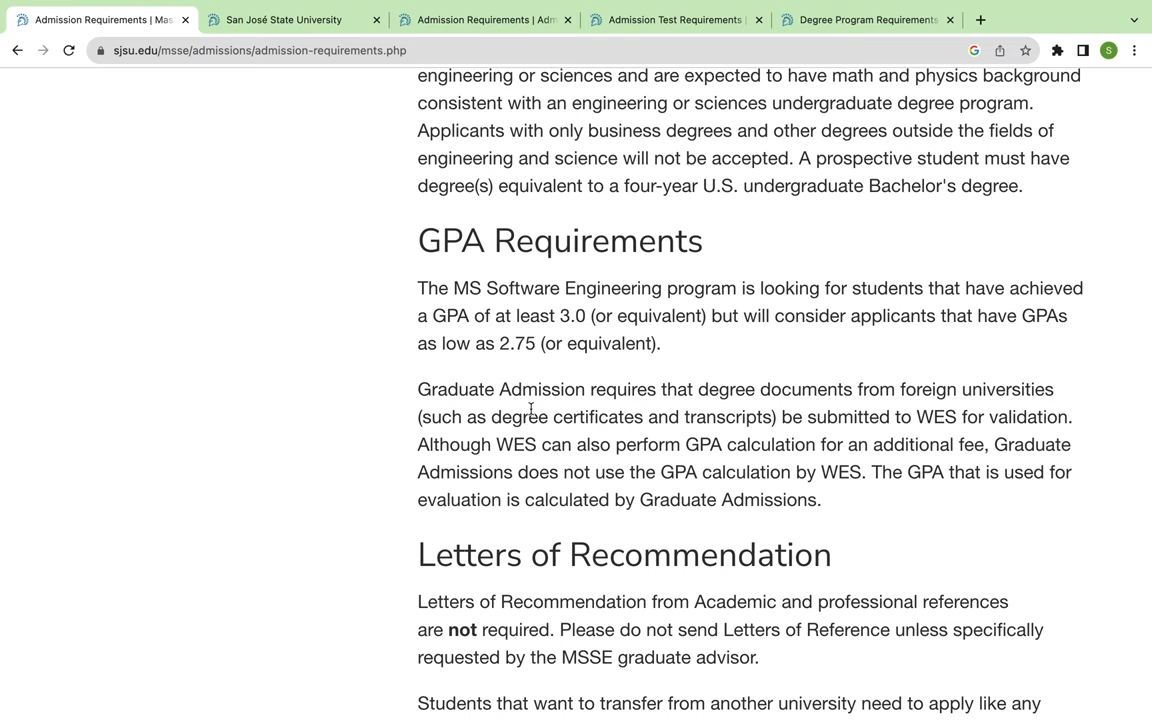 Admission Requirements | Mas
San José State University
Admission Requirements | Adm
Admission Test Requirements |
Degree Program Requirements
sjsu.edu/msse/admissions/admission-requirements.php
S
engineering or sciences and are expected to have math and physics background
consistent with an engineering or sciences undergraduate degree program.
Applicants with only business degrees and other degrees outside the fields of
engineering and science will not be accepted. A prospective student must have
degree(s) equivalent to a four-year U.S. undergraduate Bachelor's degree.
GPA Requirements
The MS Software Engineering program is looking for students that have achieved
a GPA of at least 3.0 (or equivalent) but will consider applicants that have GPAs
as low as 2.75 (or equivalent).
Graduate Admission requires that degree documents from foreign universities
(such as degree certificates and transcripts) be submitted to WES for validation.
Although WES can also perform GPA calculation for an additional fee, Graduate
Admissions does not use the GPA calculation by WES. The GPA that is used for
evaluation is calculated by Graduate Admissions.
Letters of Recommendation
Letters of Recommendation from Academic and professional references
are not required. Please do not send Letters of Reference unless specifically
requested by the MSSE graduate advisor.
Students that want to transfer from another university need to apply like any